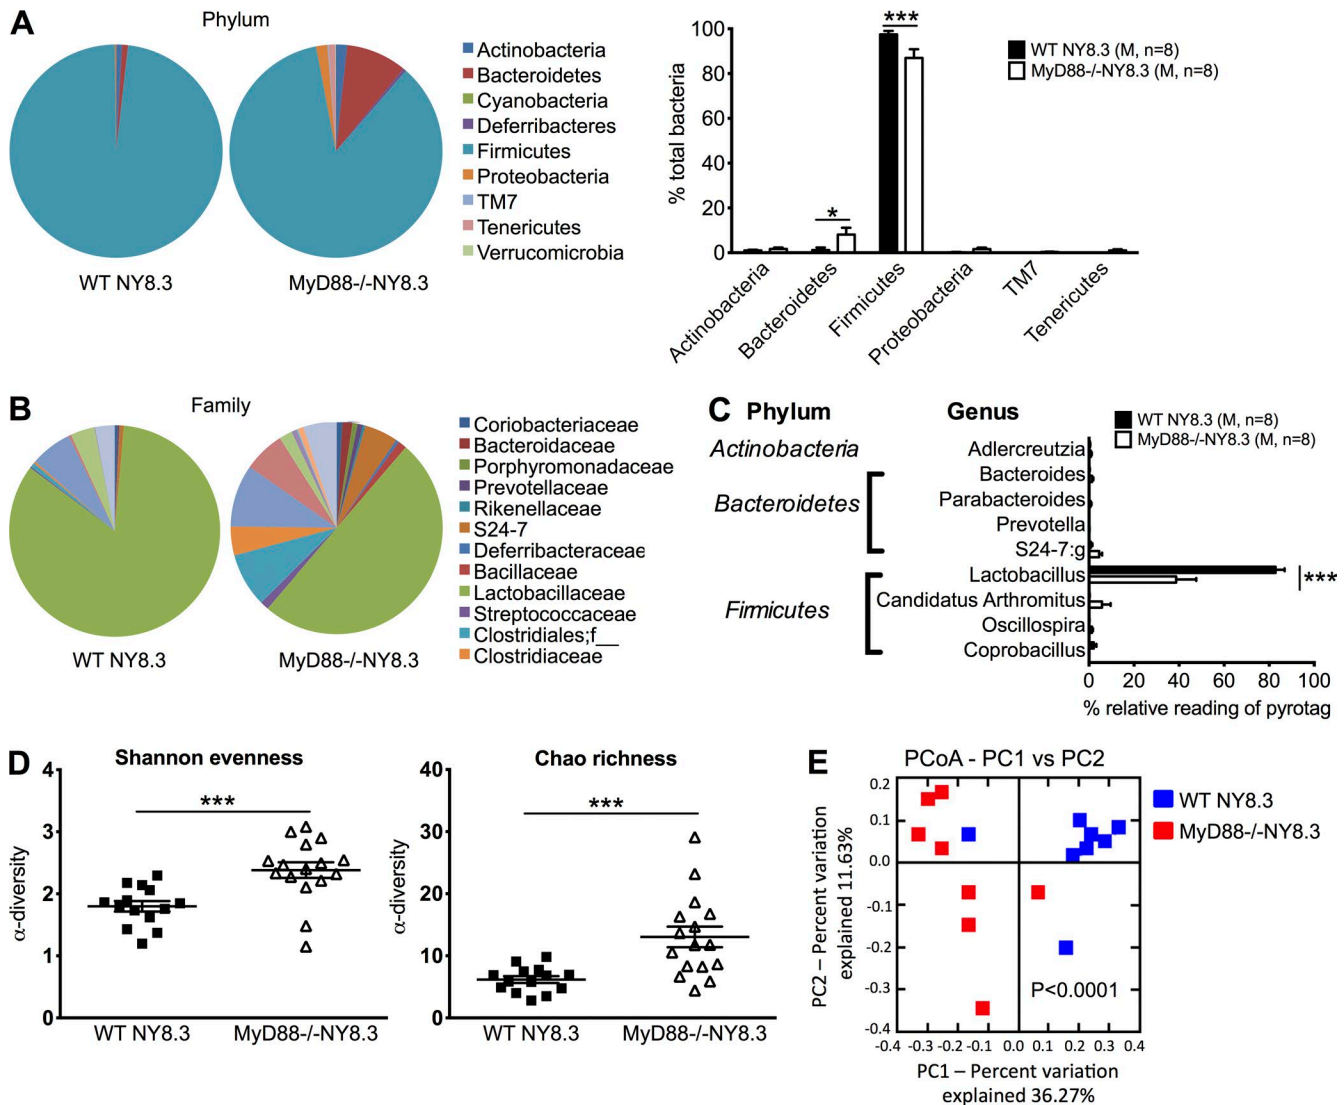 A
Phylum
WT NY8.3
MyD88-/-NY8.3
Actinobacteria
Bacteroidetes
Cyanobacteria
Deferribacteres
Firmicutes
Proteobacteria
TM7
Tenericutes
Verrucomicrobia
% total bacteria
100
80
60
40
20
0
*
***
WT NY8.3 (M, n=8)
MyD88-/-NY8.3 (M, n=8)
Actinobacteria
Bacteroidetes
Firmicutes
Proteobacteria
TM7
Tenericutes
B
Family
WT NY8.3
MyD88-/-NY8.3
Coriobacteriaceae
Bacteroidaceae
Porphyromonadaceae
Prevotellaceae
Rikenellaceae
S24-7
Deferribacteraceae
Bacillaceae
Lactobacillaceae
Streptococcaceae
Clostridiales;f__
Clostridiaceae
C
Phylum
Genus
WT NY8.3 (M, n=8)
MyD88-/-NY8.3 (M, n=8)
Actinobacteria
Bacteroidetes
Firmicutes
Adlercreutzia
Bacteroides
Parabacteroides
Prevotella
S24-7:g
Lactobacillus
Candidatus Arthromitus
Oscillospira
Coprobacillus
***
0 20 40 60 80 100
% relative reading of pyrotag
D
Shannon evenness
α-diversity
4
3
2
1
0
***
WT NY8.3
MyD88-/-NY8.3
Chao richness
α-diversity
40
30
20
10
0
***
WT NY8.3
MyD88-/-NY8.3
E
PCoA - PC1 vs PC2
PC2 – Percent variation
explained 11.63%
0.2
0.1
0.0
-0.1
-0.2
-0.3
-0.4
P<0.0001
-0.4 -0.3 -0.2 -0.1 0.0 0.1 0.2 0.3 0.4
PC1 – Percent variation
explained 36.27%
WT NY8.3
MyD88-/-NY8.3